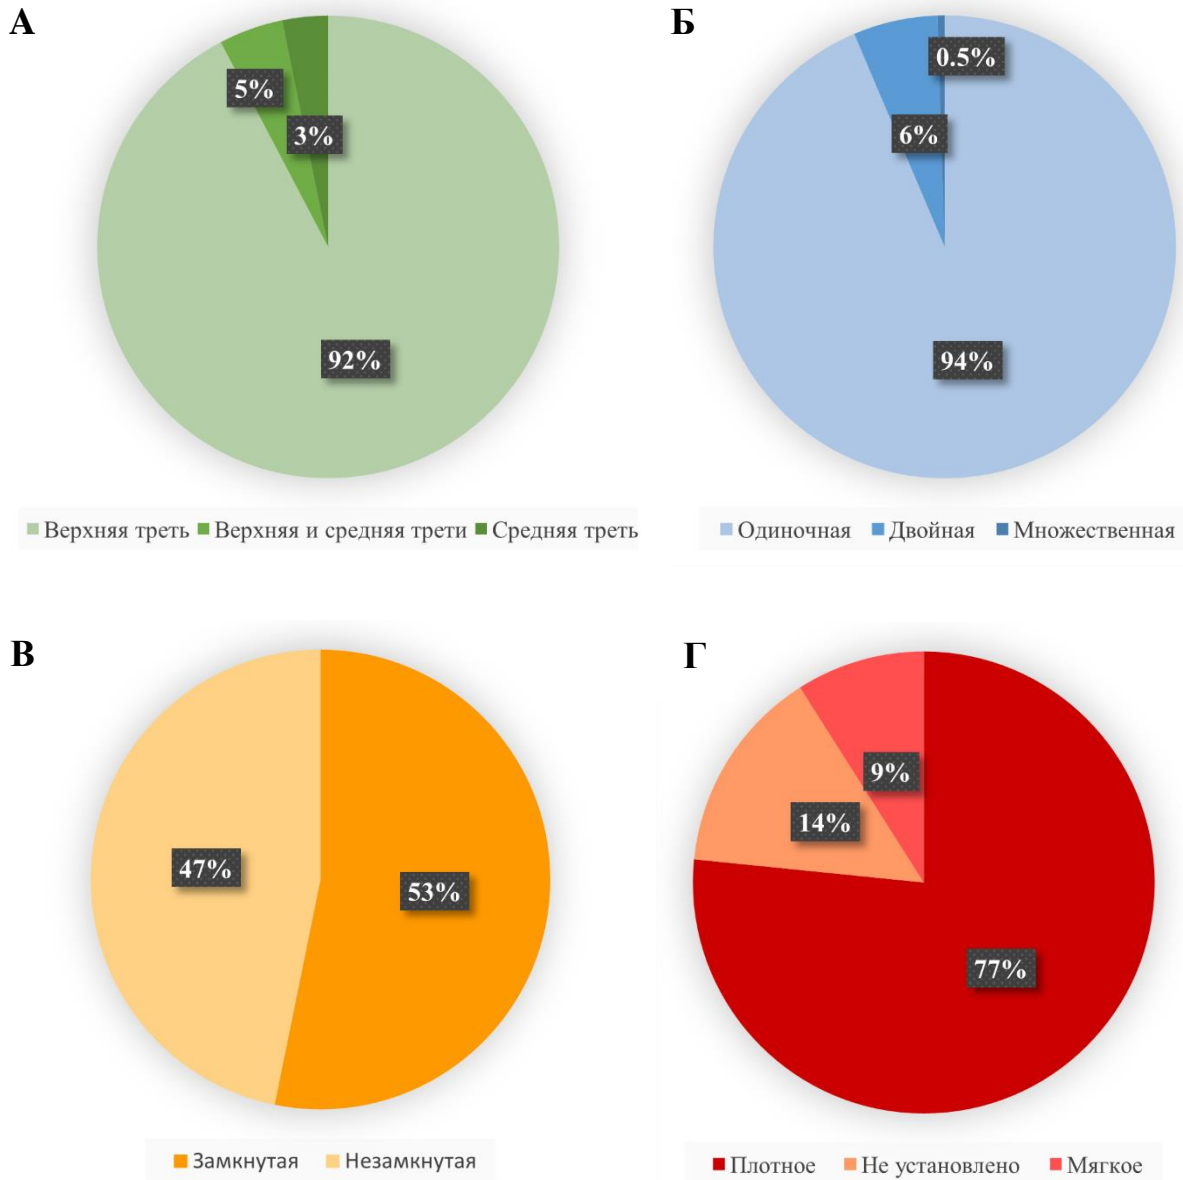 А
5%
3%
92%
Верхняя треть Верхняя и средняя трети Средняя треть
Б
0.5%
6%
94%
Одиночная Двойная Множественная
В
47%
53%
Замкнутая Незамкнутая
Г
9%
14%
77%
Плотное Не установлено Мягкое